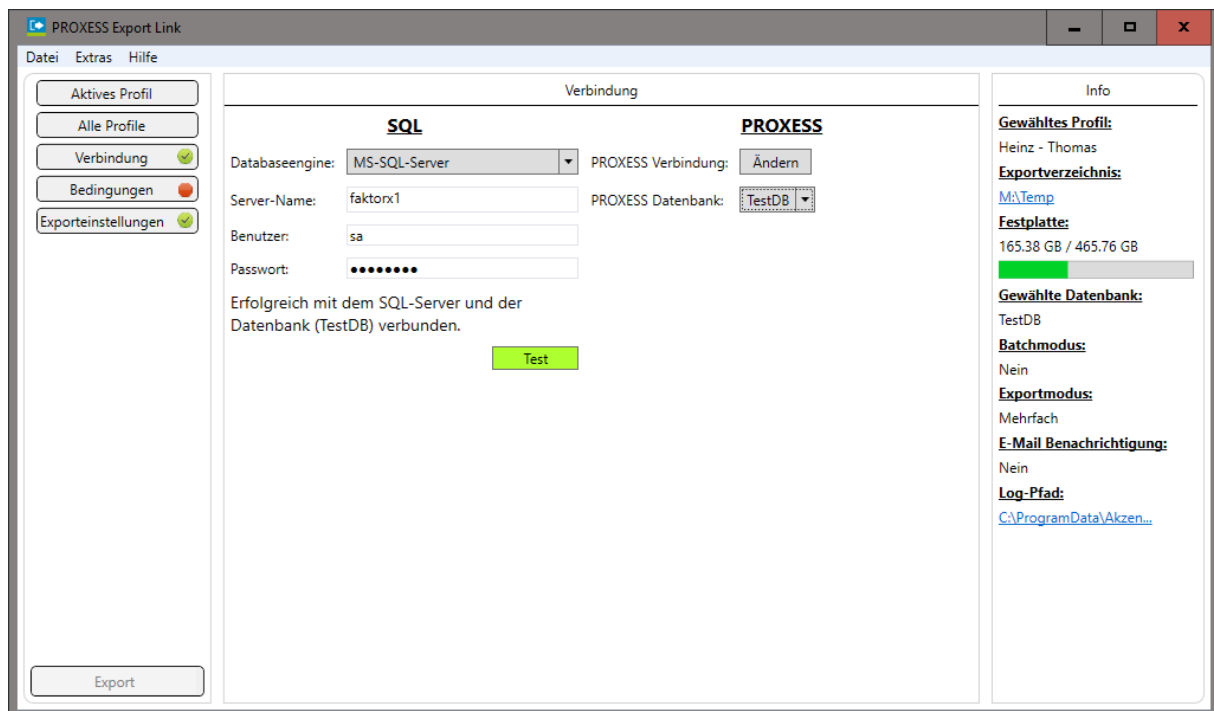 PROXESS Export Link
Datei Extras Hilfe
Aktives Profil
Alle Profile
Verbindung
Bedingungen
Exporteinstellungen
Export
Verbindung
SQL
Databaseengine: MS-SQL-Server
Server-Name: faktorx1
Benutzer: sa
Passwort: ●●●●●●●●
Erfolgreich mit dem SQL-Server und der
Datenbank (TestDB) verbunden.
Test
PROXESS
PROXESS Verbindung: Ändern
PROXESS Datenbank: TestDB
Info
Gewähltes Profil:
Heinz - Thomas
Exportverzeichnis:
M:\Temp
Festplatte:
165.38 GB / 465.76 GB
Gewählte Datenbank:
TestDB
Batchmodus:
Nein
Exportmodus:
Mehrfach
E-Mail Benachrichtigung:
Nein
Log-Pfad:
C:\ProgramData\Akzen...